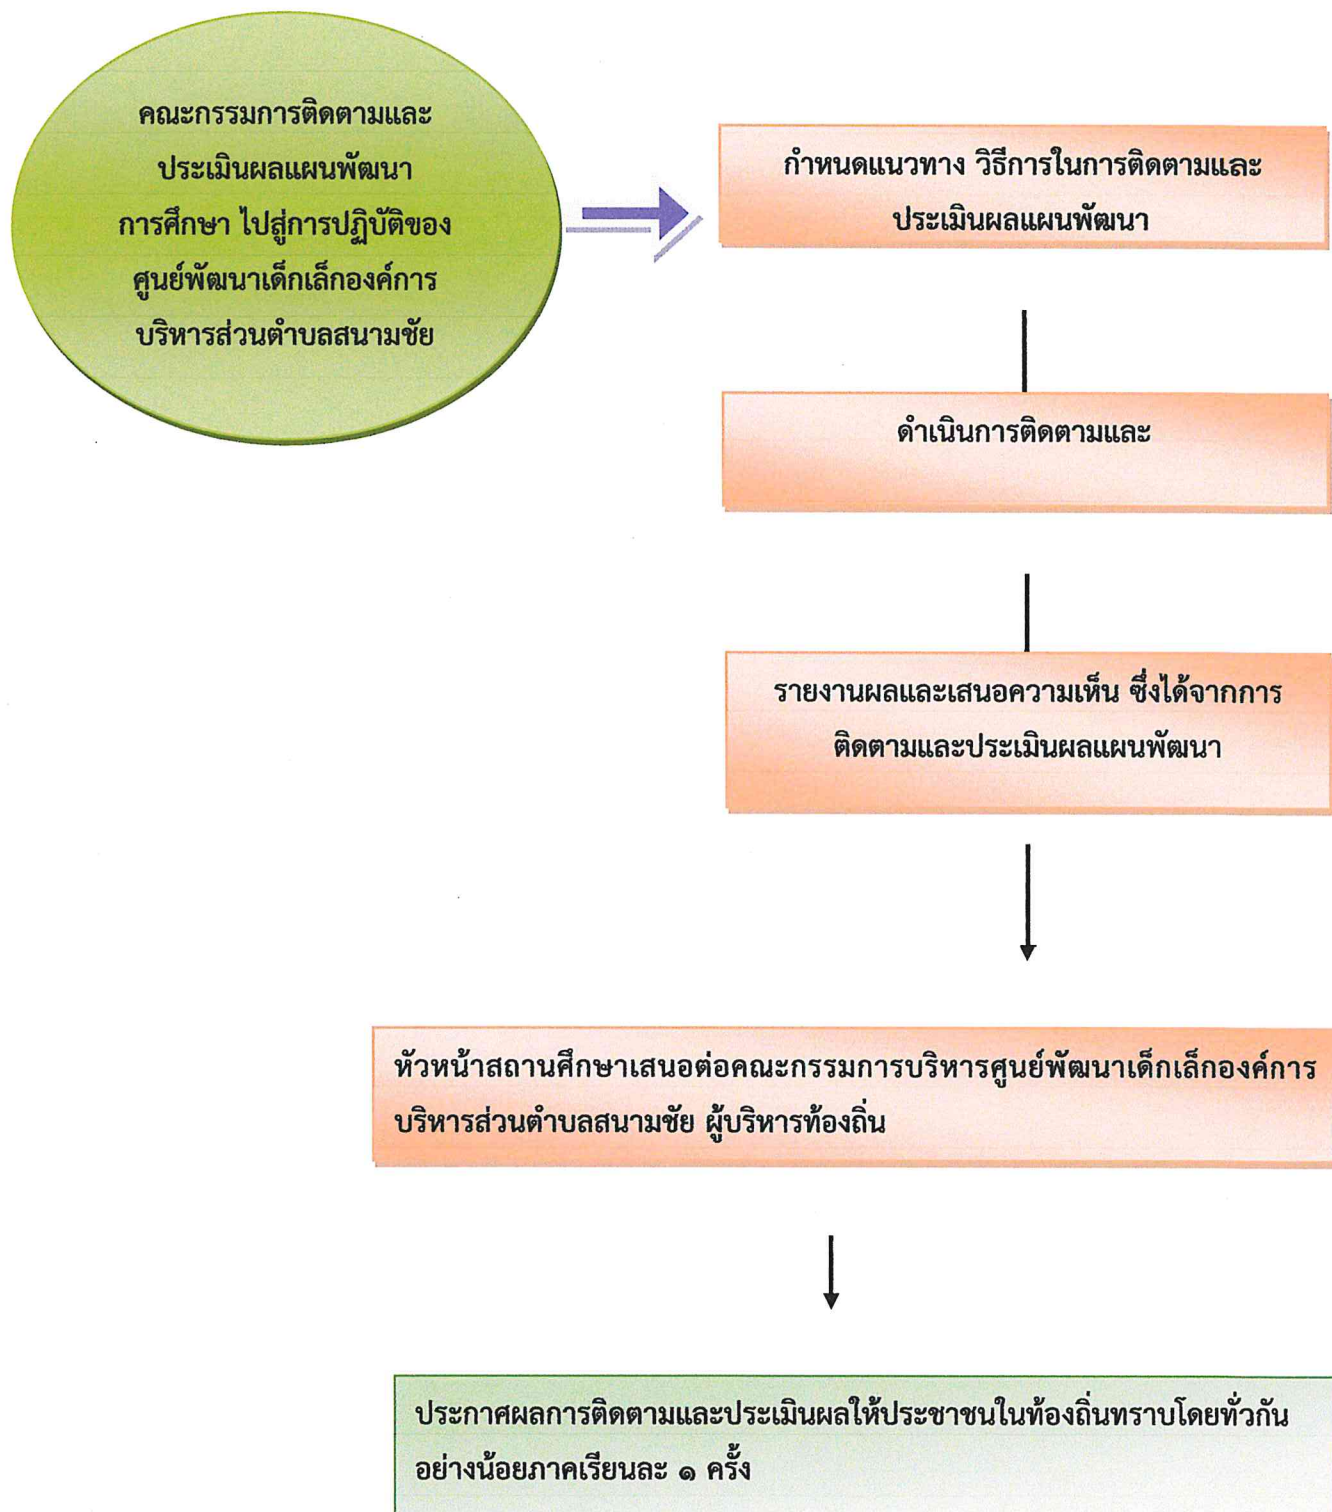 คณะกรรมการติดตามและ
ประเมินผลแผนพัฒนา
การศึกษา ไปสู่การปฏิบัติของ
ศูนย์พัฒนาเด็กเล็กองค์การ
บริหารส่วนตำบลสนามชัย
กำหนดแนวทาง วิธีการในการติดตามและ
ประเมินผลแผนพัฒนา
ดำเนินการติดตามและ
รายงานผลและเสนอความเห็น ซึ่งได้จากการ
ติดตามและประเมินผลแผนพัฒนา
หัวหน้าสถานศึกษาเสนอต่อคณะกรรมการบริหารศูนย์พัฒนาเด็กเล็กองค์การ
บริหารส่วนตำบลสนามชัย ผู้บริหารท้องถิ่น
ประกาศผลการติดตามและประเมินผลให้ประชาชนในท้องถิ่นทราบโดยทั่วกัน
อย่างน้อยภาคเรียนละ ๑ ครั้ง